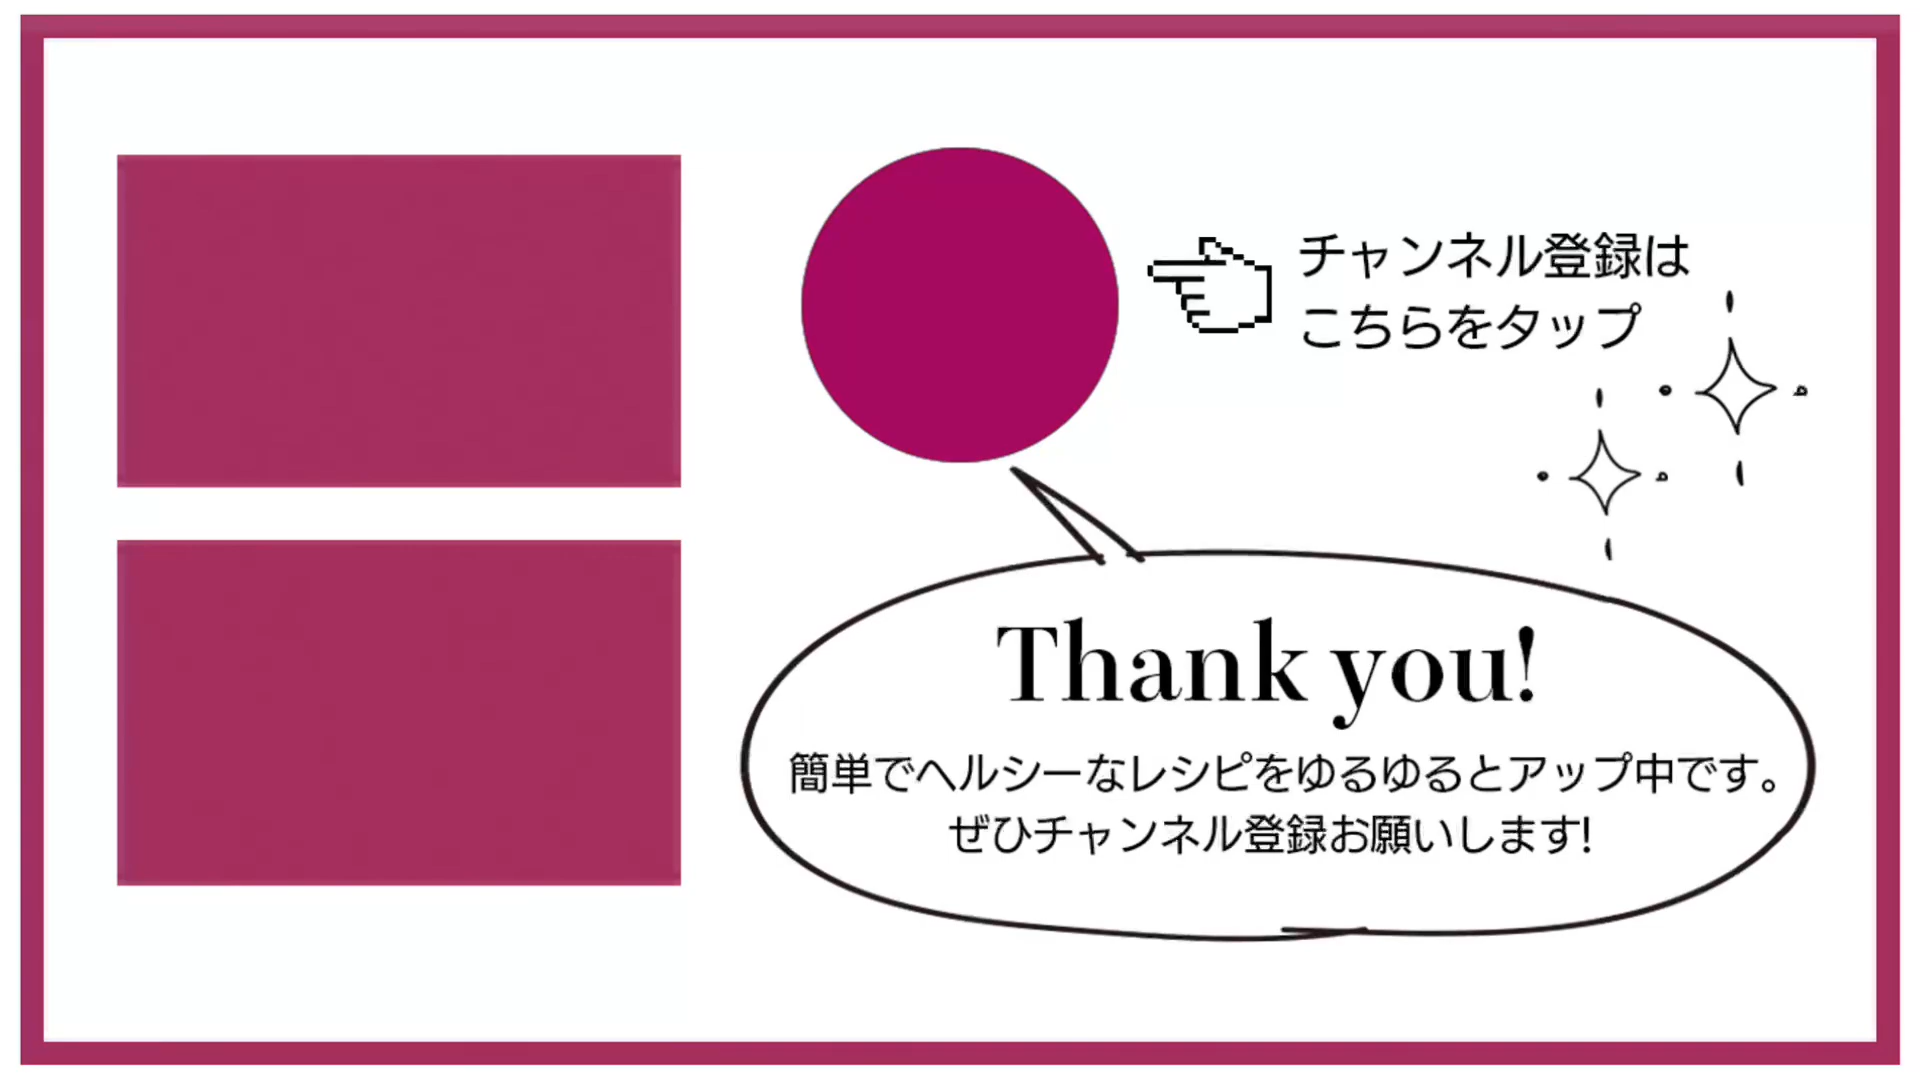 チャンネル登録は
こちらをタップ
Thank you!
簡単でヘルシーなレシピをゆるゆるとアップ中です。
ぜひチャンネル登録お願いします!